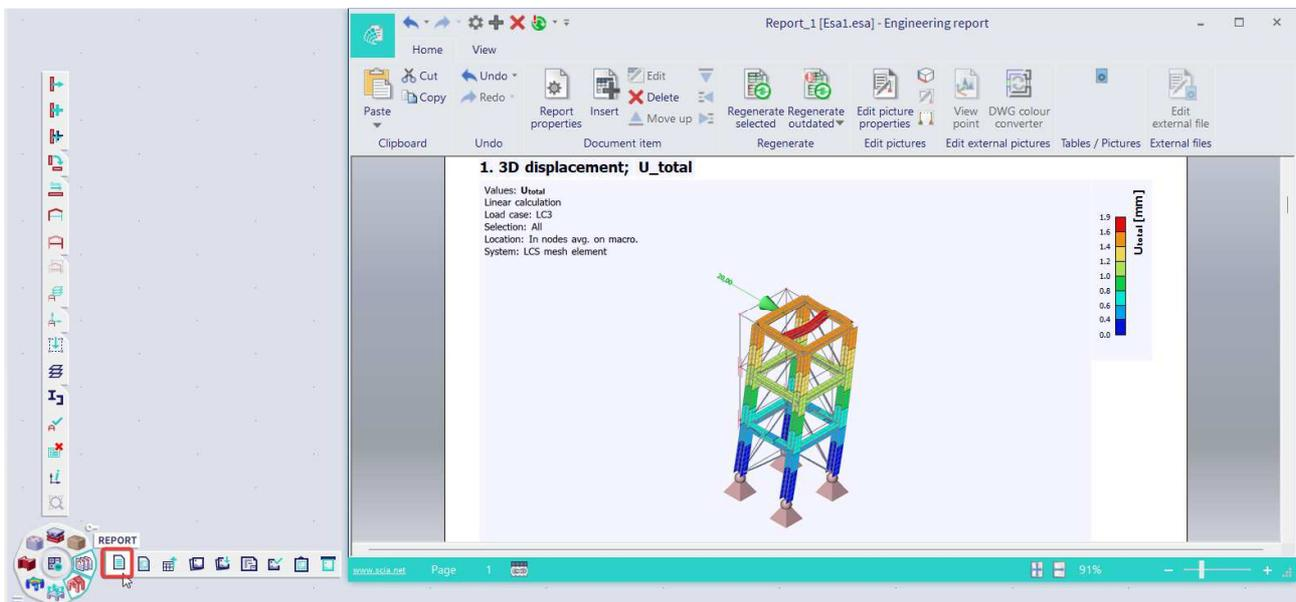 Report_1 [Esa1.esa] - Engineering report
Home View
Paste
Cut
Copy
Clipboard
Undo
Redo
Undo
Report properties
Insert
Edit
Delete
Move up
Document item
Regenerate selected
Regenerate outdated
Regenerate
Edit picture properties
Edit pictures
View point
DWG colour converter
Edit external pictures
Tables / Pictures
Edit external file
External files
1. 3D displacement; U_total
Values: Utotal
Linear calculation
Load case: LC3
Selection: All
Location: In nodes avg. on macro.
System: LCS mesh element
Utotal [mm]
1.9
1.6
1.4
1.2
1.0
0.8
0.6
0.4
0.0
20.00
REPORT
www.scia.net Page 1 91%